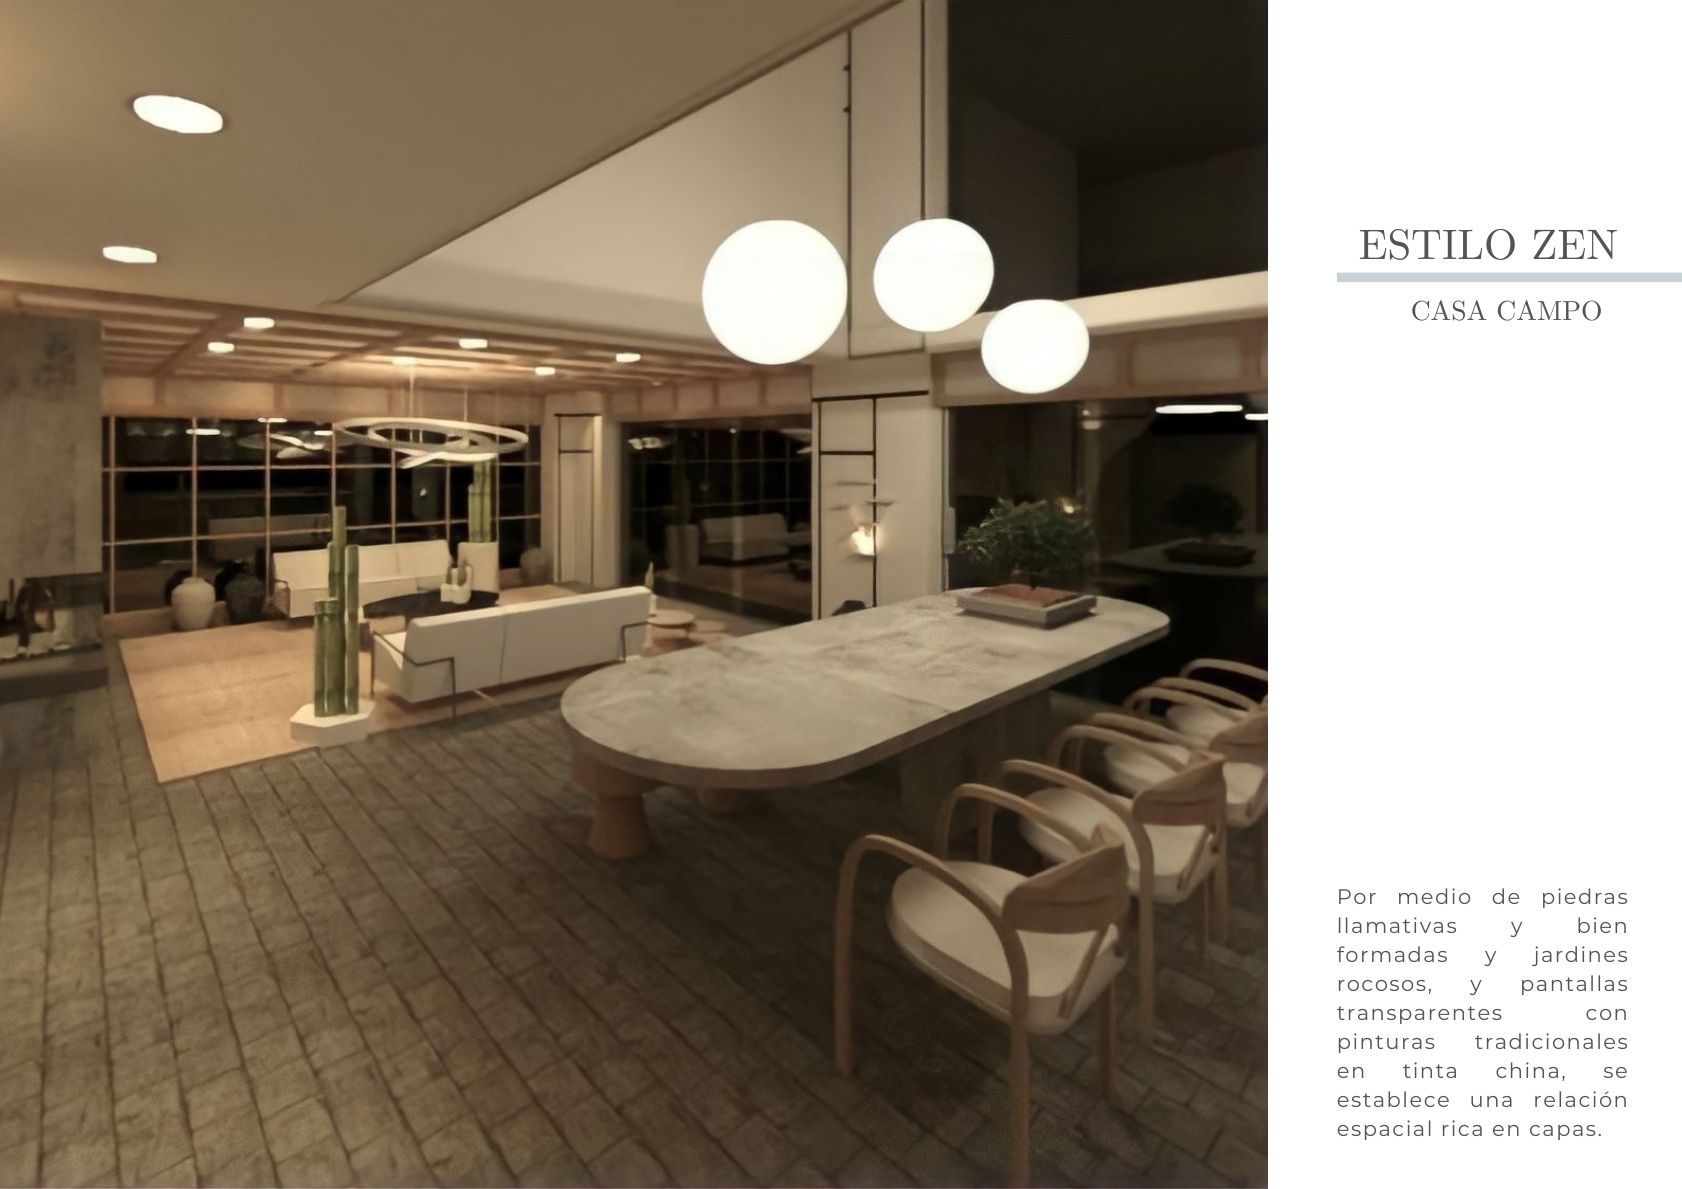 ESTILO ZEN
CASA CAMPO
Por medio de piedras
llamativas y bien
formadas y jardines
rocosos, y pantallas
transparentes con
pinturas tradicionales
en tinta china, se
establece una relación
espacial rica en capas.